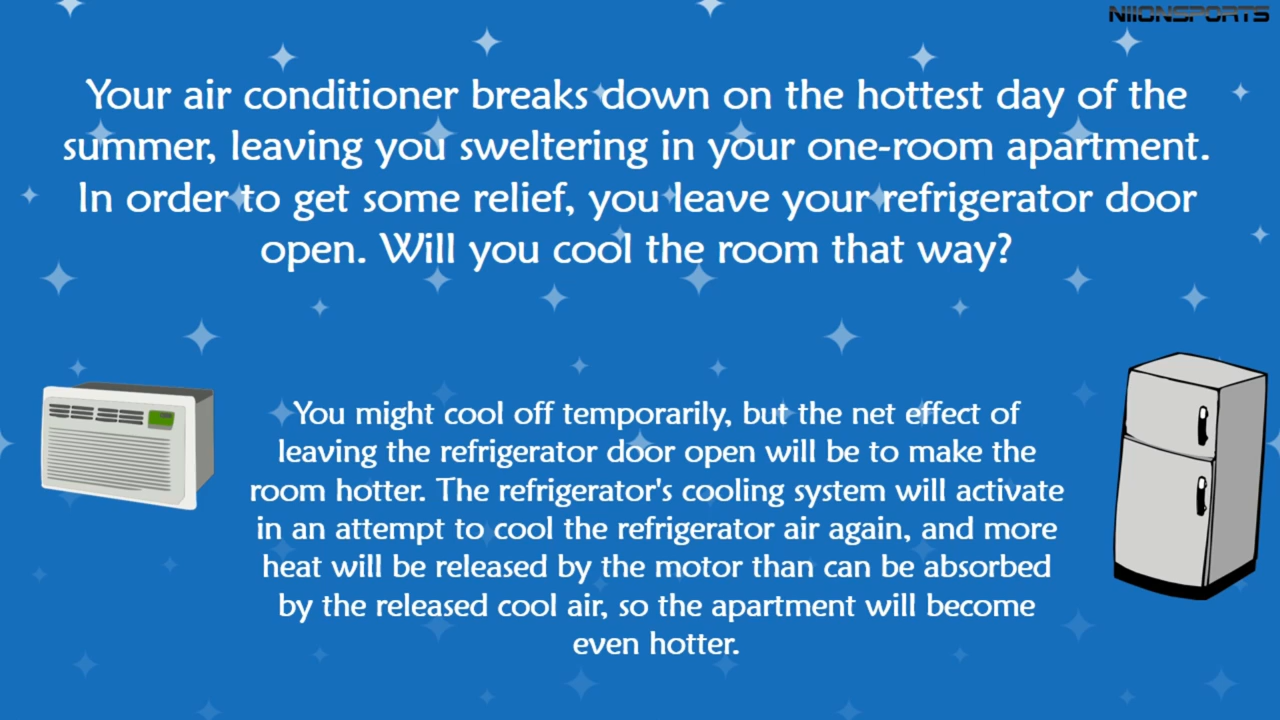 NIIONSPORTS
Your air conditioner breaks down on the hottest day of the
summer, leaving you sweltering in your one-room apartment.
In order to get some relief, you leave your refrigerator door
open. Will you cool the room that way?
You might cool off temporarily, but the net effect of
leaving the refrigerator door open will be to make the
room hotter. The refrigerator's cooling system will activate
in an attempt to cool the refrigerator air again, and more
heat will be released by the motor than can be absorbed
by the released cool air, so the apartment will become
even hotter.